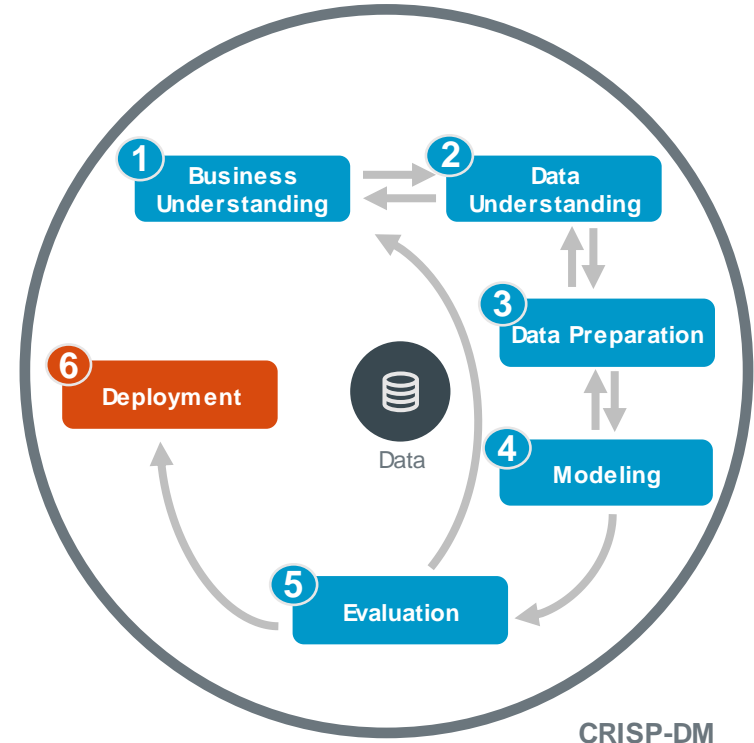 1
Business
Understanding
2
Data
Understanding
3
Data Preparation
6
Deployment
Data
4
Modeling
5
Evaluation
CRISP-DM